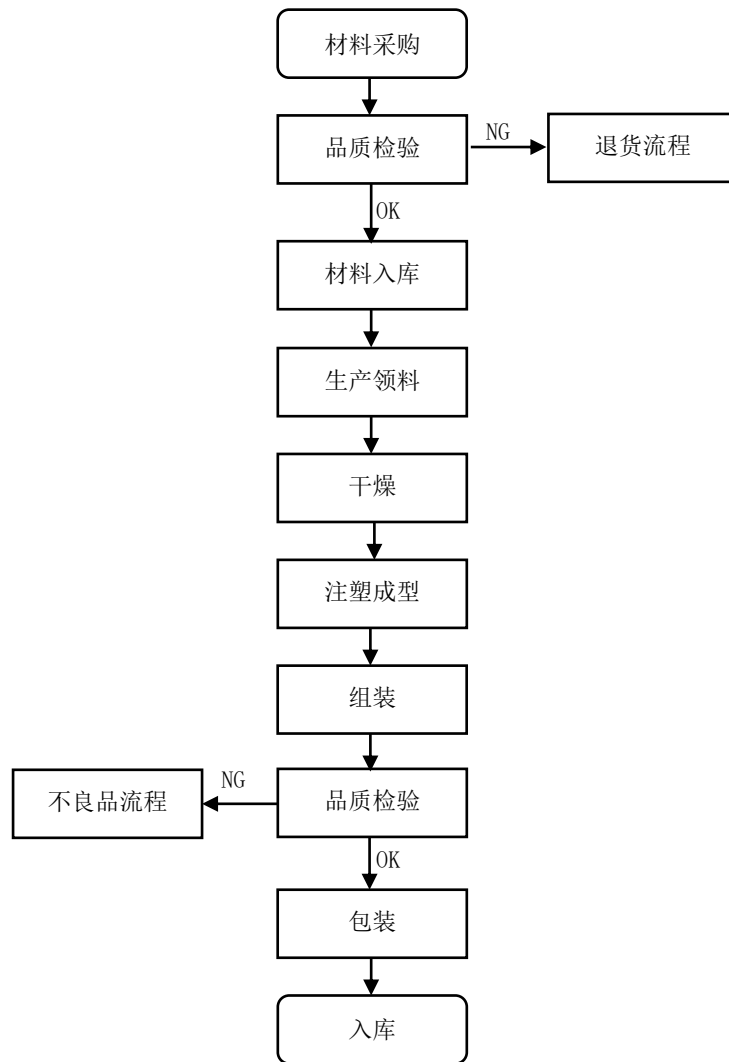 材料采购
品质检验
NG
退货流程
OK
材料入库
生产领料
干燥
注塑成型
组装
品质检验
NG
不良品流程
OK
包装
入库